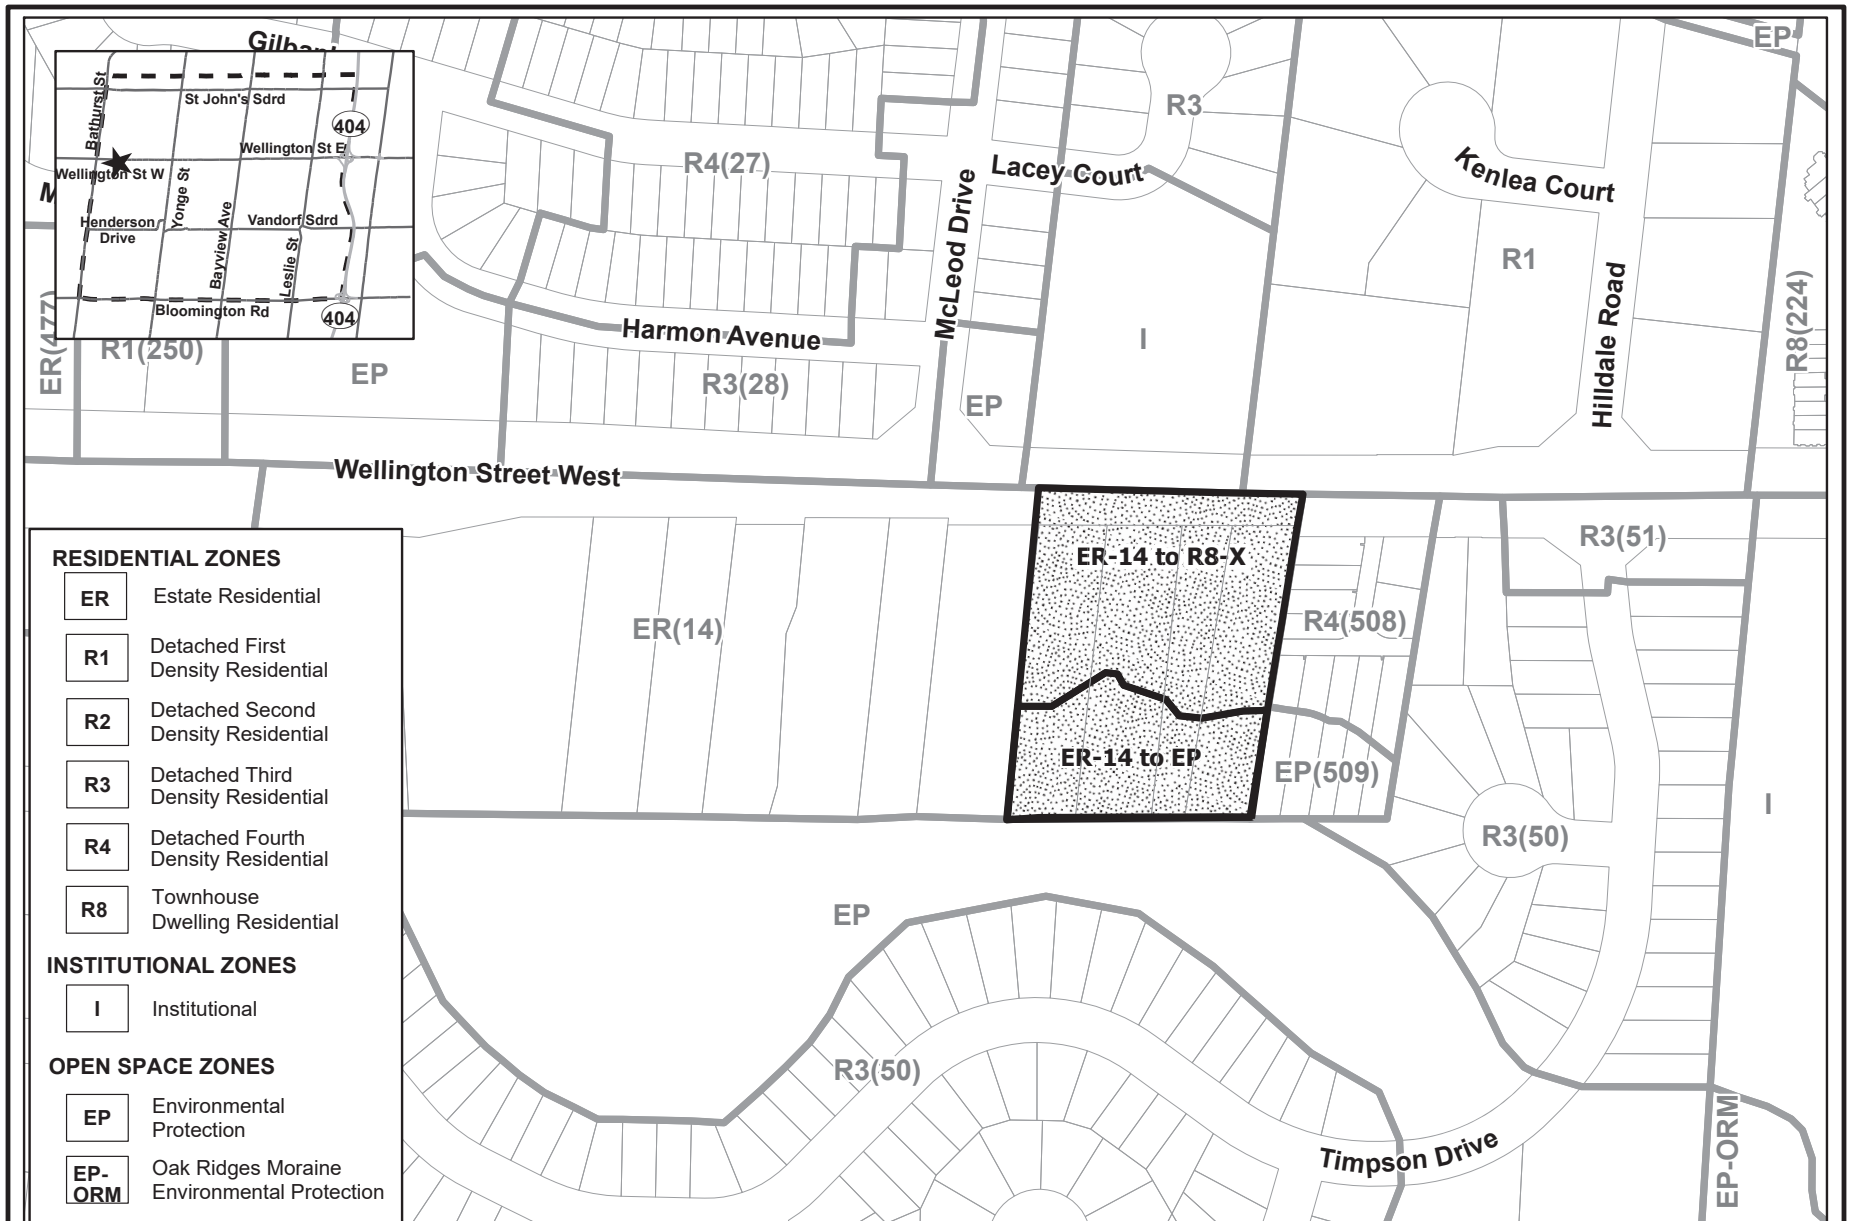 Gilban
St John's Sdrd
Bathurst St
404
Wellington St E
Wellington St W
Yonge St
Henderson
Drive
Bayview Ave
Vandorf Sdrd
Leslie St
Bloomington Rd
404
M
ER(477)
R1(250)
EP
R4(27)
Harmon Avenue
R3(28)
McLeod Drive
EP
Lacey Court
R3
I
Kenlea Court
R1
Hilldale Road
EP
R8(224)
Wellington Street West
ER(14)
ER-14 to R8-X
ER-14 to EP
R4(508)
EP(509)
R3(51)
R3(50)
I
EP
R3(50)
Timpson Drive
EP-ORM
RESIDENTIAL ZONES
ER Estate Residential
R1 Detached First
Density Residential
R2 Detached Second
Density Residential
R3 Detached Third
Density Residential
R4 Detached Fourth
Density Residential
R8 Townhouse
Dwelling Residential
INSTITUTIONAL ZONES
I Institutional
OPEN SPACE ZONES
EP Environmental
Protection
EP- Oak Ridges Moraine
ORM Environmental Protection